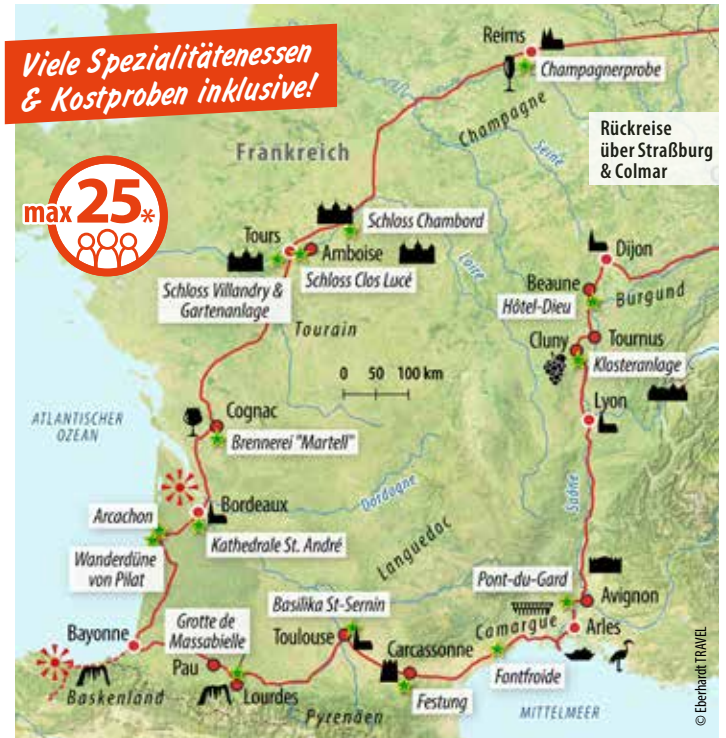 Viele Spezialitätenessen
& Kostproben inklusive!
max 25*
Reims
Champagnerprobe
Champagne
Rückreise
über Straßburg
& Colmar
Frankreich
Seine
Schloss Chambord
Tours
Amboise
Loire
Dijon
Schloss Clos Lucé
Schloss Villandry &
Gartenanlage
Beaune
Burgund
Hôtel-Dieu
Tourain
Cluny
Tournus
Klosteranlage
0 50 100 km
Lyon
ATLANTISCHER
OZEAN
Cognac
Brennerei "Martell"
Saône
Dordogne
Bordeaux
Arcachon
Kathedrale St. André
Languedoc
Wanderdüne
von Pilat
Pont-du-Gard
Avignon
Basilika St-Sernin
Grotte de
Massabielle
Camargue
Arles
Bayonne
Toulouse
Carcassonne
Pau
Fontfroide
Lourdes
Festung
Baskenland
Pyrenäen
MITTELMEER
© Eberhardt TRAVEL